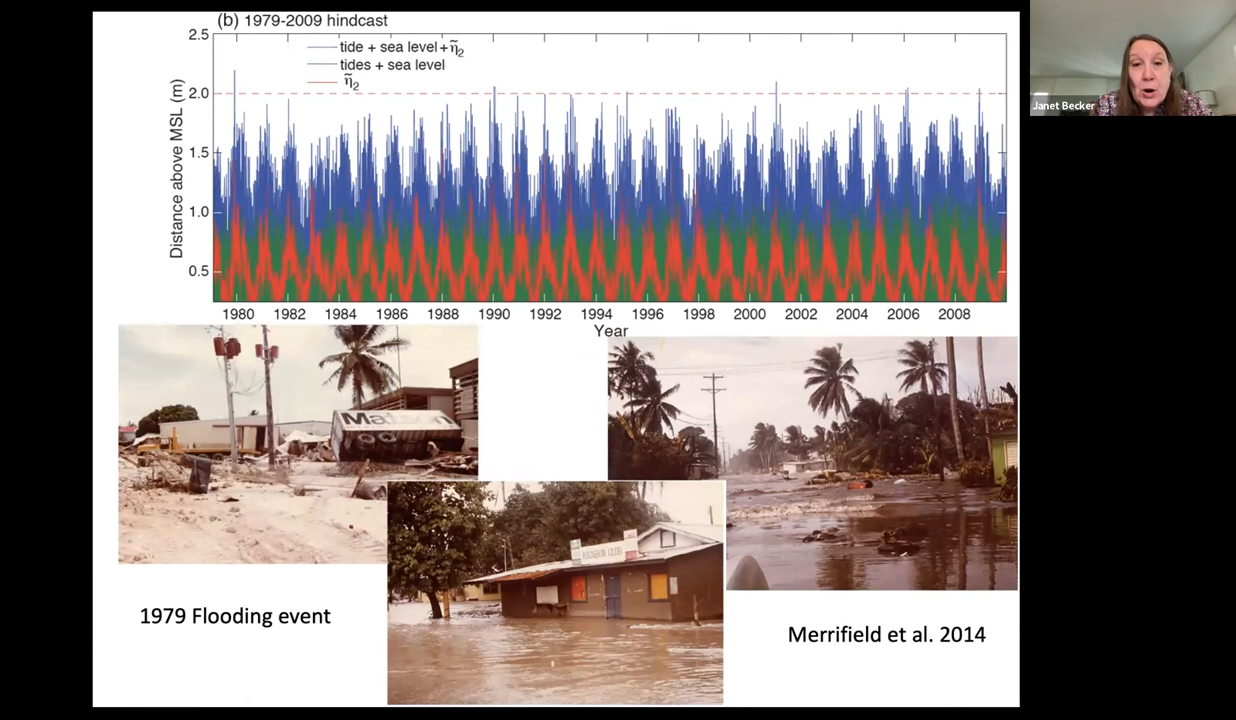 (b) 1979-2009 hindcast
2.5
2.0
1.5
1.0
0.5
Distance above MSL (m)
tide + sea level+η̃₂
tides + sea level
η̃₂
1980 1982 1984 1986 1988 1990 1992 1994 1996 1998 2000 2002 2004 2006 2008
Year
Janet Becker
RAINBOW CLUB
1979 Flooding event
Merrifield et al. 2014